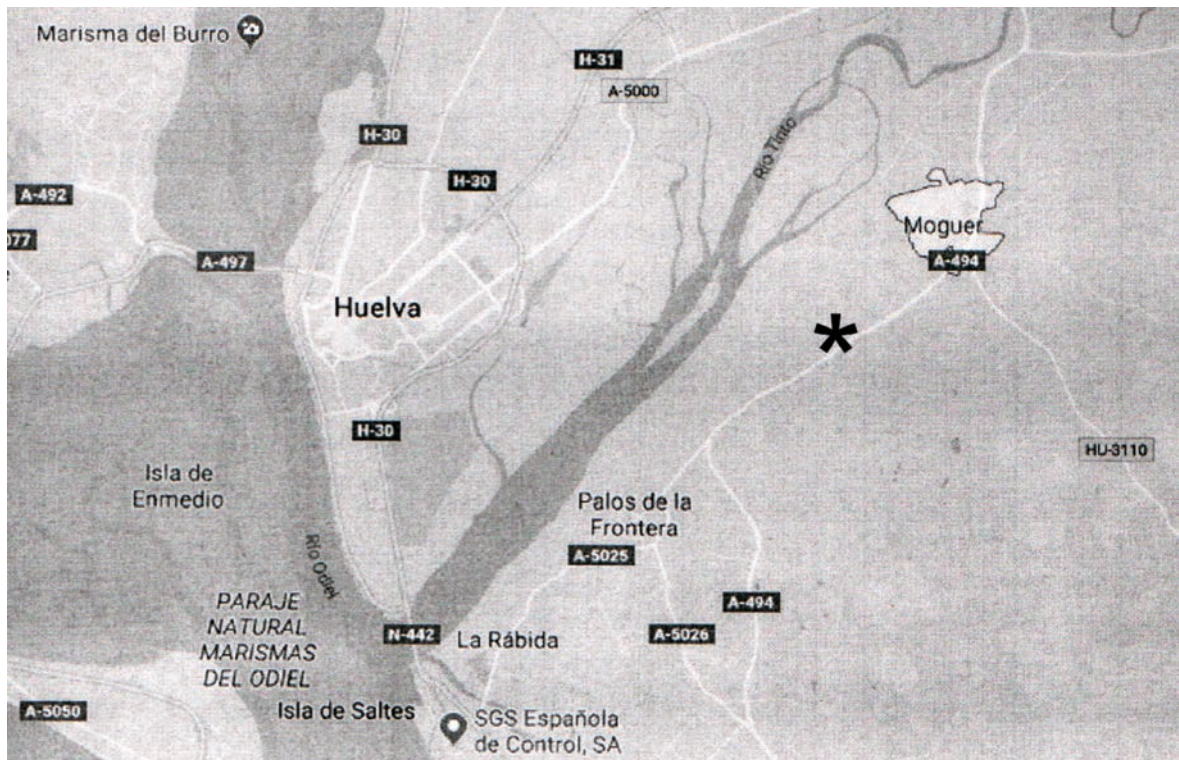 Marisma del Burro
H-31
A-5000
H-30
H-30
Río Tinto
A-492
Moguer
077
A-497
A-494
Huelva
H-30
HU-3110
Isla de
Enmedio
Palos de la
Frontera
Río Odiel
A-5025
PARAJE
NATURAL
MARISMAS
DEL ODIEL
A-494
N-442
La Rábida
A-5026
A-5050
Isla de Saltes
SGS Española
de Control, SA